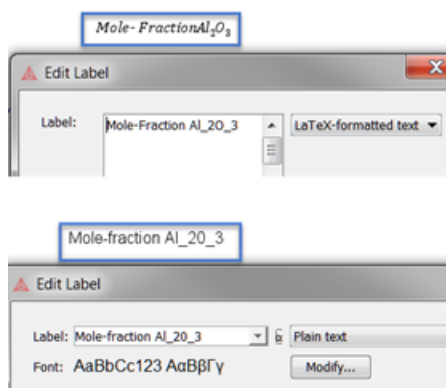 Mole- FractionAl₂O₃
Edit Label
X
Label: Mole-Fraction Al_2O_3 LaTeX-formatted text
Mole-fraction Al_20_3
Edit Label
Label: Mole-fraction Al_20_3 Plain text
Font: AaBbCc123 ΑαΒβΓγ Modify...